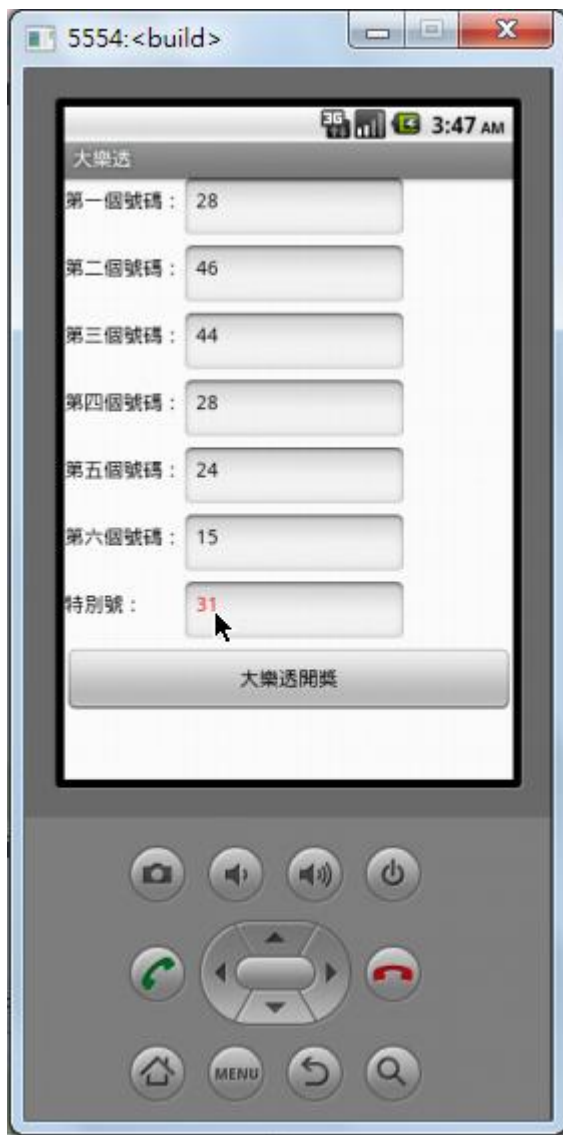 5554:<build>
3G 3:47 AM
大樂透
第一個號碼： 28
第二個號碼： 46
第三個號碼： 44
第四個號碼： 28
第五個號碼： 24
第六個號碼： 15
特別號： 31
大樂透開獎
MENU